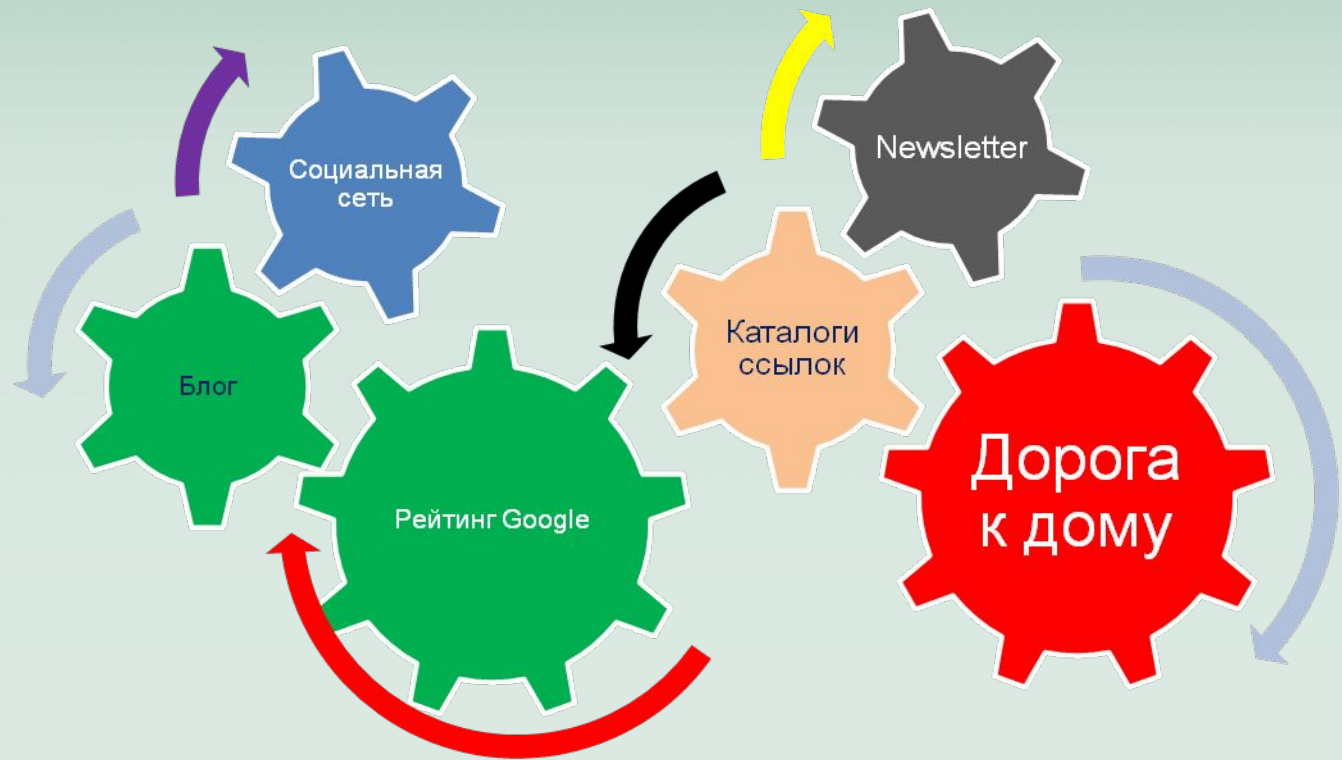 Социальная
сеть
Newsletter
Блог
Каталоги
ссылок
Рейтинг Google
Дорога
к дому